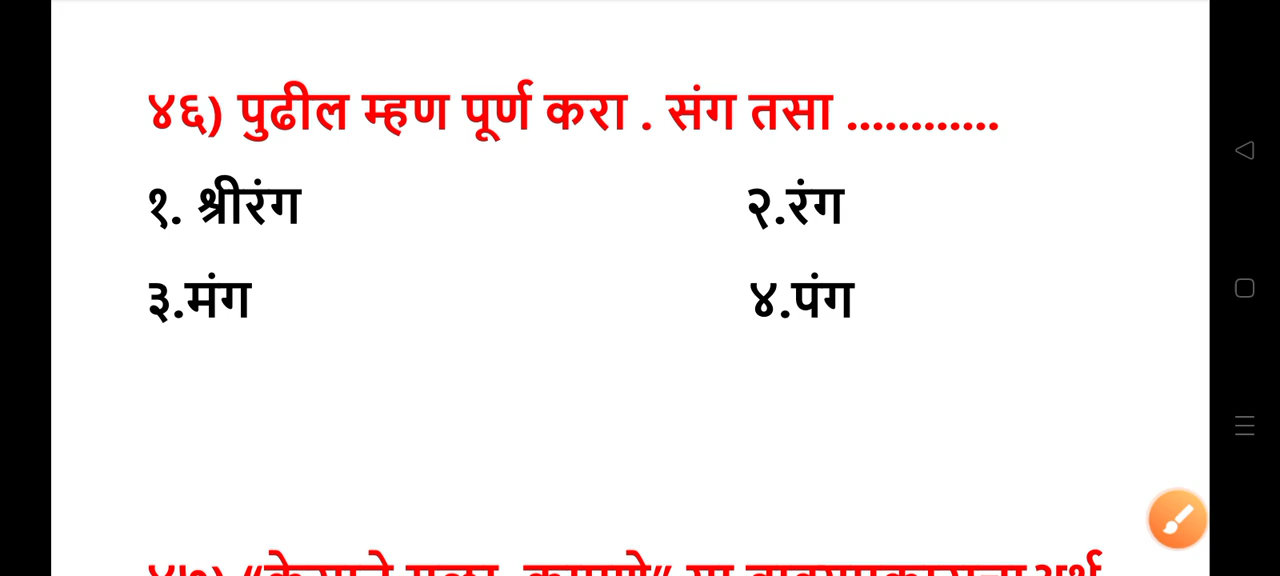 ४६) पुढील म्हण पूर्ण करा . संग तसा ............
१. श्रीरंग २.रंग
३.मंग ४.पंग